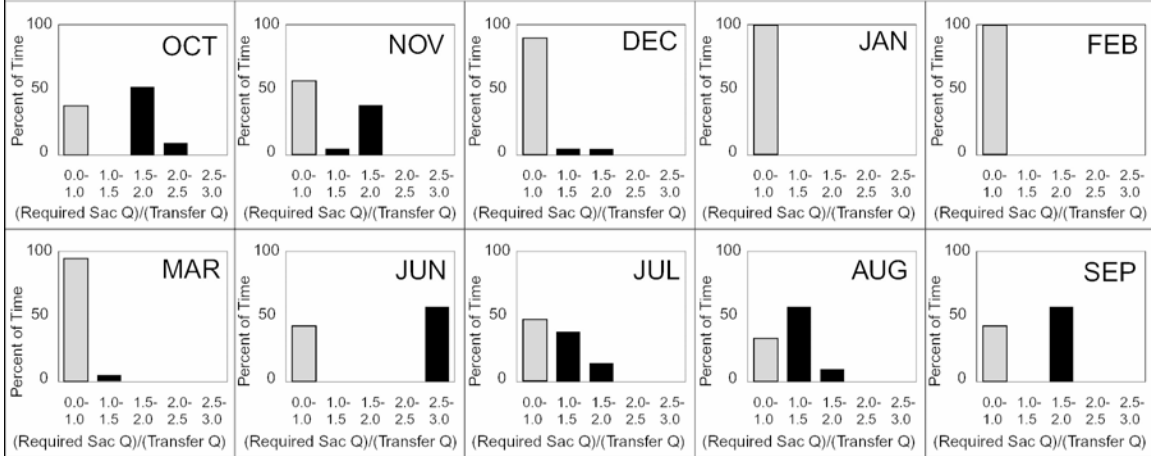 100
OCT
50
0
Percent of Time
0.0- 1.0- 1.5- 2.0- 2.5-
1.0 1.5 2.0 2.5 3.0
(Required Sac Q)/(Transfer Q)
100
NOV
50
0
Percent of Time
0.0- 1.0- 1.5- 2.0- 2.5-
1.0 1.5 2.0 2.5 3.0
(Required Sac Q)/(Transfer Q)
100
DEC
50
0
Percent of Time
0.0- 1.0- 1.5- 2.0- 2.5-
1.0 1.5 2.0 2.5 3.0
(Required Sac Q)/(Transfer Q)
100
JAN
50
0
Percent of Time
0.0- 1.0- 1.5- 2.0- 2.5-
1.0 1.5 2.0 2.5 3.0
(Required Sac Q)/(Transfer Q)
100
FEB
50
0
Percent of Time
0.0- 1.0- 1.5- 2.0- 2.5-
1.0 1.5 2.0 2.5 3.0
(Required Sac Q)/(Transfer Q)
100
MAR
50
0
Percent of Time
0.0- 1.0- 1.5- 2.0- 2.5-
1.0 1.5 2.0 2.5 3.0
(Required Sac Q)/(Transfer Q)
100
JUN
50
0
Percent of Time
0.0- 1.0- 1.5- 2.0- 2.5-
1.0 1.5 2.0 2.5 3.0
(Required Sac Q)/(Transfer Q)
100
JUL
50
0
Percent of Time
0.0- 1.0- 1.5- 2.0- 2.5-
1.0 1.5 2.0 2.5 3.0
(Required Sac Q)/(Transfer Q)
100
AUG
50
0
Percent of Time
0.0- 1.0- 1.5- 2.0- 2.5-
1.0 1.5 2.0 2.5 3.0
(Required Sac Q)/(Transfer Q)
100
SEP
50
0
Percent of Time
0.0- 1.0- 1.5- 2.0- 2.5-
1.0 1.5 2.0 2.5 3.0
(Required Sac Q)/(Transfer Q)